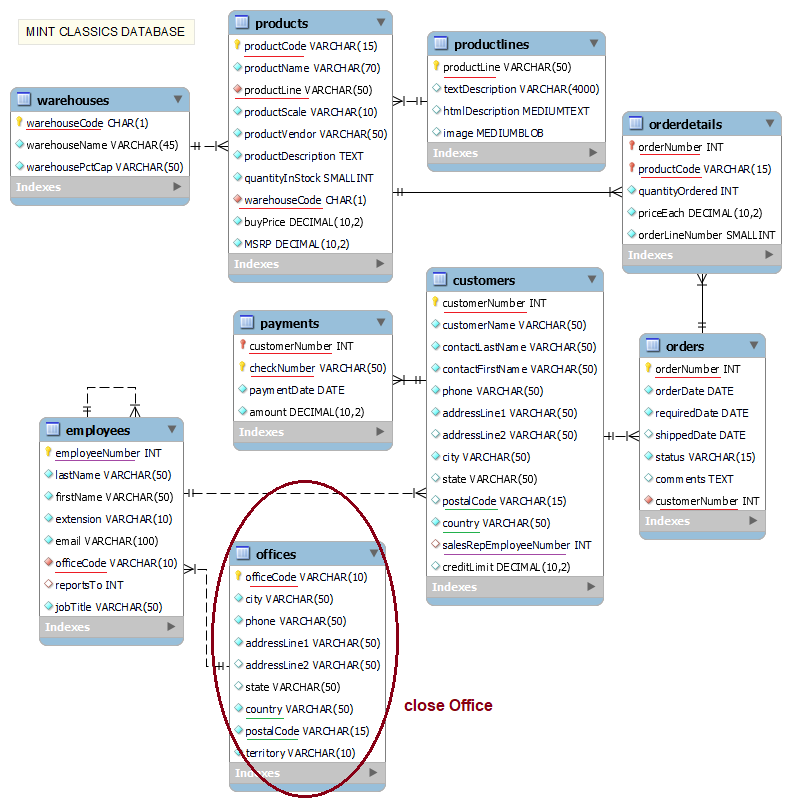 MINT CLASSICS DATABASE
products
productCode VARCHAR(15)
productName VARCHAR(70)
productLine VARCHAR(50)
productScale VARCHAR(10)
productVendor VARCHAR(50)
productDescription TEXT
quantityInStock SMALLINT
warehouseCode CHAR(1)
buyPrice DECIMAL(10,2)
MSRP DECIMAL(10,2)
Indexes
productlines
productLine VARCHAR(50)
textDescription VARCHAR(4000)
htmlDescription MEDIUMTEXT
image MEDIUMBLOB
Indexes
warehouses
warehouseCode CHAR(1)
warehouseName VARCHAR(45)
warehousePctCap VARCHAR(50)
Indexes
orderdetails
orderNumber INT
productCode VARCHAR(15)
quantityOrdered INT
priceEach DECIMAL(10,2)
orderLineNumber SMALLINT
Indexes
customers
customerNumber INT
customerName VARCHAR(50)
contactLastName VARCHAR(50)
contactFirstName VARCHAR(50)
phone VARCHAR(50)
addressLine1 VARCHAR(50)
addressLine2 VARCHAR(50)
city VARCHAR(50)
state VARCHAR(50)
postalCode VARCHAR(15)
country VARCHAR(50)
salesRepEmployeeNumber INT
creditLimit DECIMAL(10,2)
Indexes
payments
customerNumber INT
checkNumber VARCHAR(50)
paymentDate DATE
amount DECIMAL(10,2)
Indexes
orders
orderNumber INT
orderDate DATE
requiredDate DATE
shippedDate DATE
status VARCHAR(15)
comments TEXT
customerNumber INT
Indexes
employees
employeeNumber INT
lastName VARCHAR(50)
firstName VARCHAR(50)
extension VARCHAR(10)
email VARCHAR(100)
officeCode VARCHAR(10)
reportsTo INT
jobTitle VARCHAR(50)
Indexes
offices
officeCode VARCHAR(10)
city VARCHAR(50)
phone VARCHAR(50)
addressLine1 VARCHAR(50)
addressLine2 VARCHAR(50)
state VARCHAR(50)
country VARCHAR(50)
postalCode VARCHAR(15)
territory VARCHAR(10)
Indexes
close Office